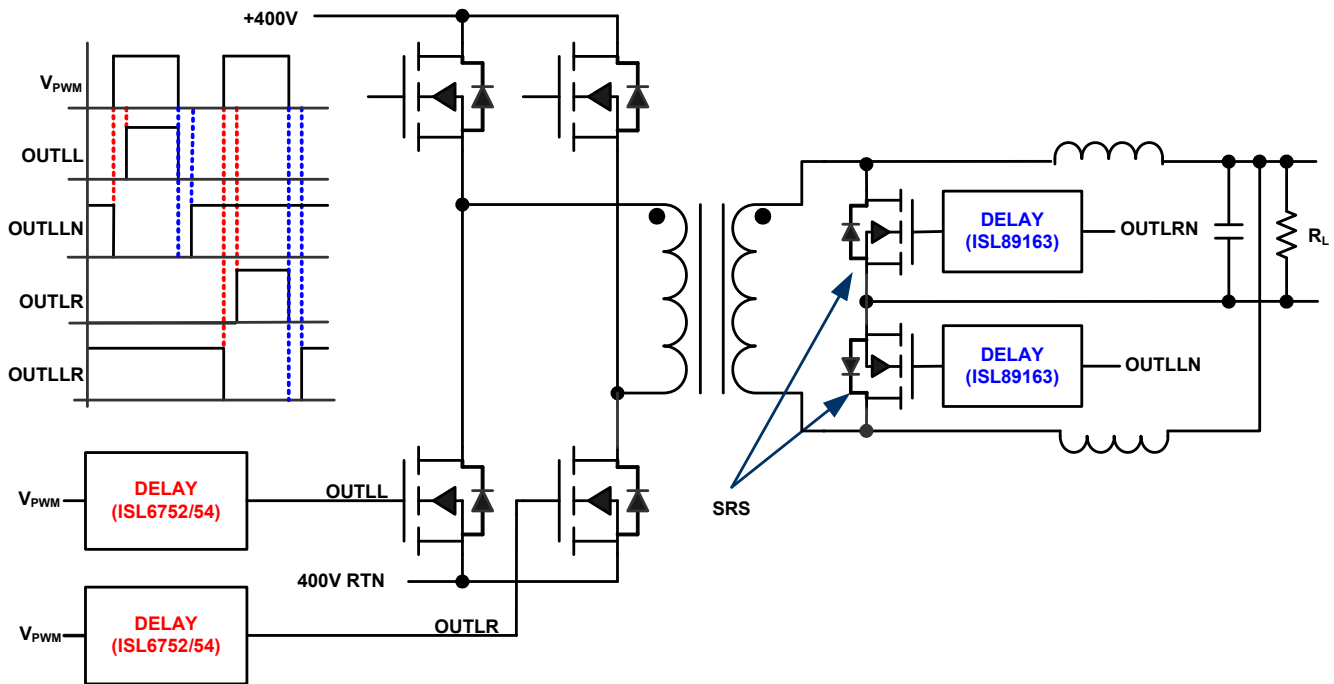 +400V
VPWM
OUTLL
OUTLLN
OUTLR
OUTLLR
DELAY
(ISL89163)
OUTLRN
RL
DELAY
(ISL89163)
OUTLLN
SRS
VPWM
DELAY
(ISL6752/54)
OUTLL
400V RTN
VPWM
DELAY
(ISL6752/54)
OUTLR